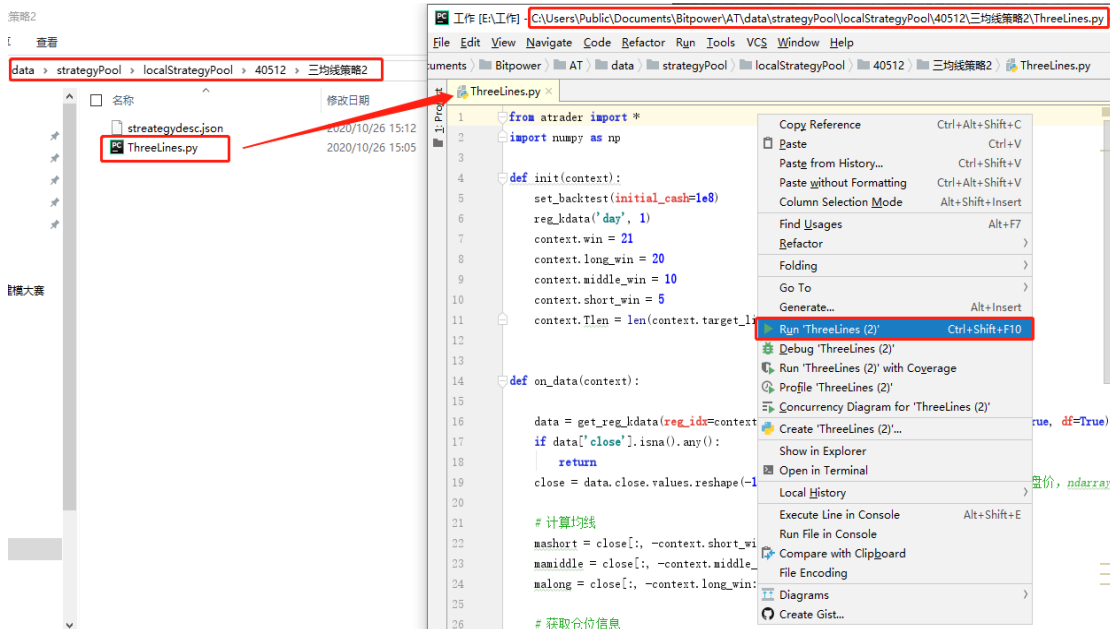 策略2
查看
data › strategyPool › localStrategyPool › 40512 › 三均线策略2
名称
修改日期
streategydesc.json
2020/10/26 15:12
ThreeLines.py
2020/10/26 15:05
建模大赛
工作 [E:\工作] - C:\Users\Public\Documents\Bitpower\AT\data\strategyPool\localStrategyPool\40512\三均线策略2\ThreeLines.py
File Edit View Navigate Code Refactor Run Tools VCS Window Help
cuments › Bitpower › AT › data › strategyPool › localStrategyPool › 40512 › 三均线策略2 › ThreeLines.py
ThreeLines.py ×
1: Project
1 from atrader import *
2 import numpy as np
3
4 def init(context):
5 set_backtest(initial_cash=1e8)
6 reg_kdata('day', 1)
7 context.win = 21
8 context.long_win = 20
9 context.middle_win = 10
10 context.short_win = 5
11 context.Tlen = len(context.target_li
12
13
14 def on_data(context):
15
16 data = get_reg_kdata(reg_idx=context rue, df=True)
17 if data['close'].isna().any():
18 return
19 close = data.close.values.reshape(-1 盘价，ndarray
20
21 # 计算均线
22 mashort = close[:, -context.short_wi
23 mamiddle = close[:, -context.middle_
24 malong = close[:, -context.long_win:
25
26 # 获取仓位信息
Copy Reference Ctrl+Alt+Shift+C
Paste Ctrl+V
Paste from History... Ctrl+Shift+V
Paste without Formatting Ctrl+Alt+Shift+V
Column Selection Mode Alt+Shift+Insert
Find Usages Alt+F7
Refactor
Folding
Go To
Generate... Alt+Insert
Run 'ThreeLines (2)' Ctrl+Shift+F10
Debug 'ThreeLines (2)'
Run 'ThreeLines (2)' with Coverage
Profile 'ThreeLines (2)'
Concurrency Diagram for 'ThreeLines (2)'
Create 'ThreeLines (2)'...
Show in Explorer
Open in Terminal
Local History
Execute Line in Console Alt+Shift+E
Run File in Console
Compare with Clipboard
File Encoding
Diagrams
Create Gist...